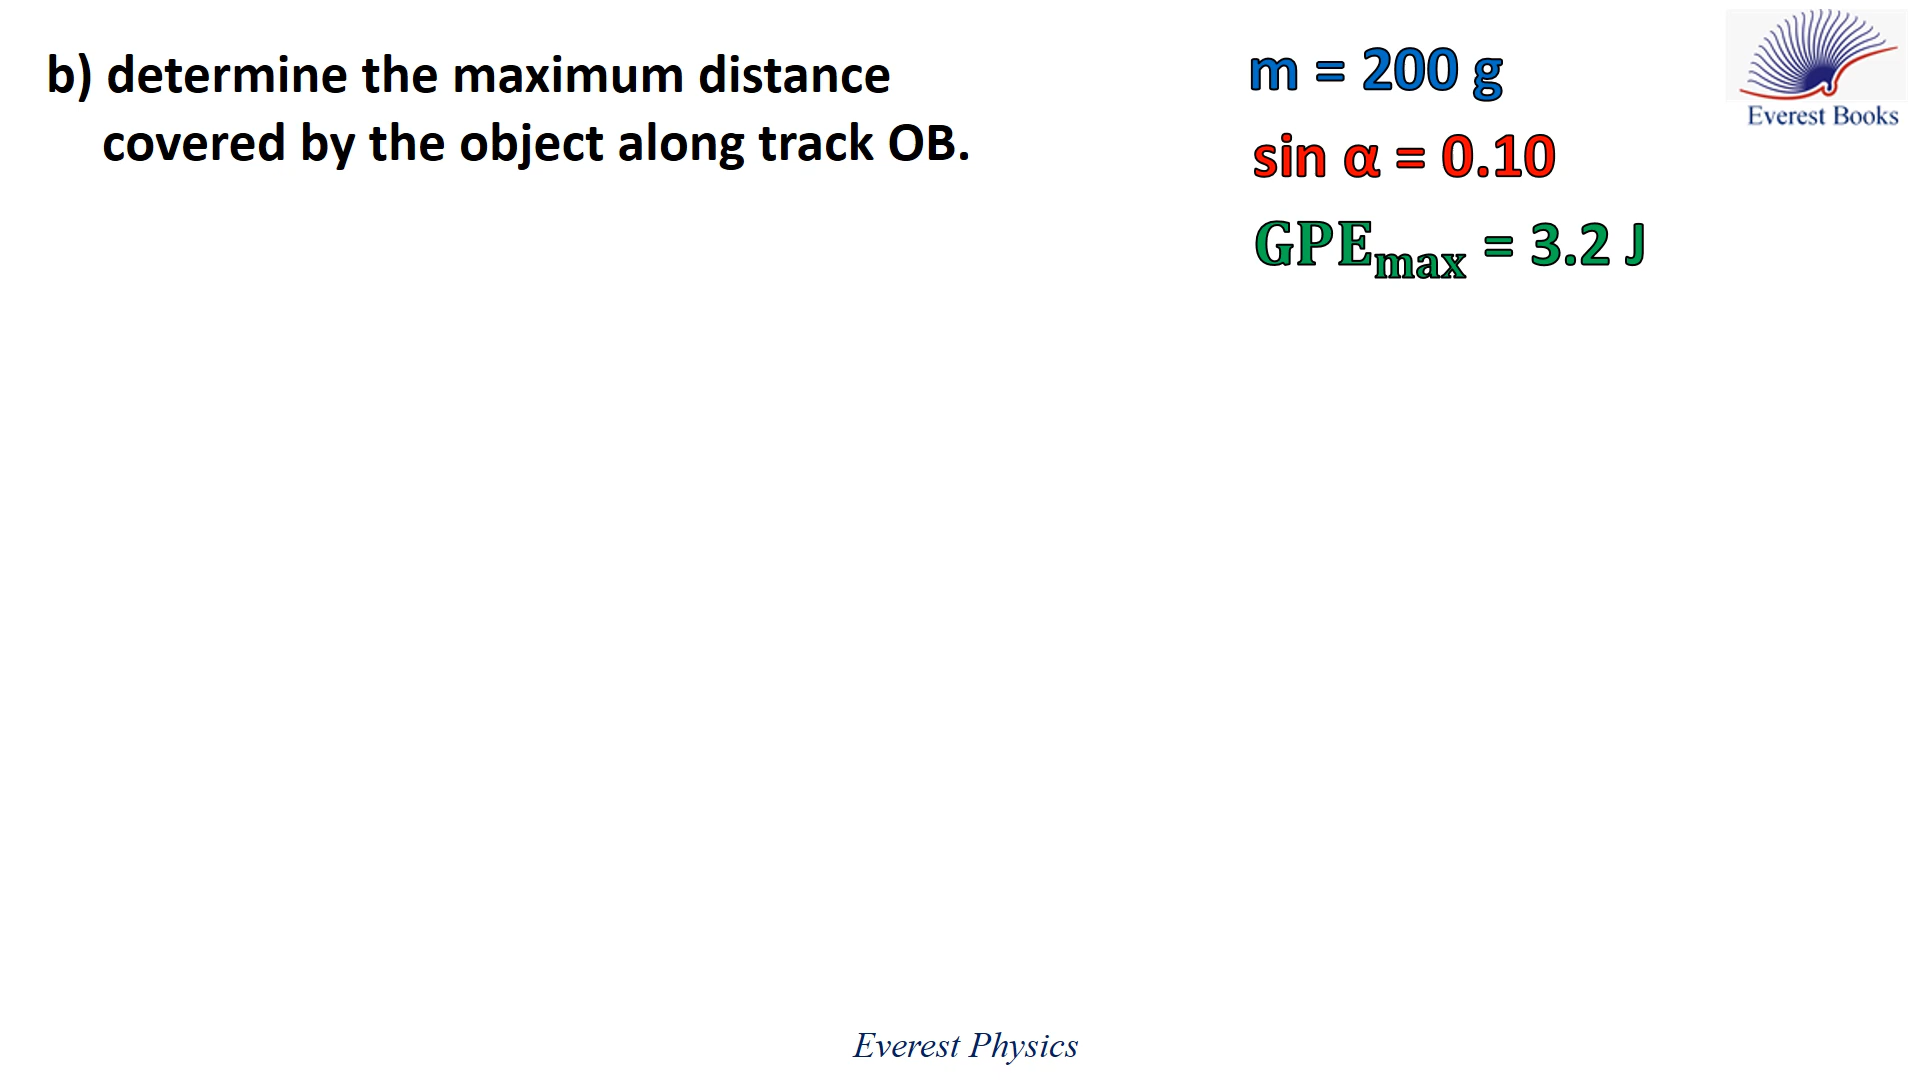 b) determine the maximum distance
covered by the object along track OB.
m = 200 g
sin α = 0.10
GPEmax = 3.2 J
Everest Books
Everest Physics